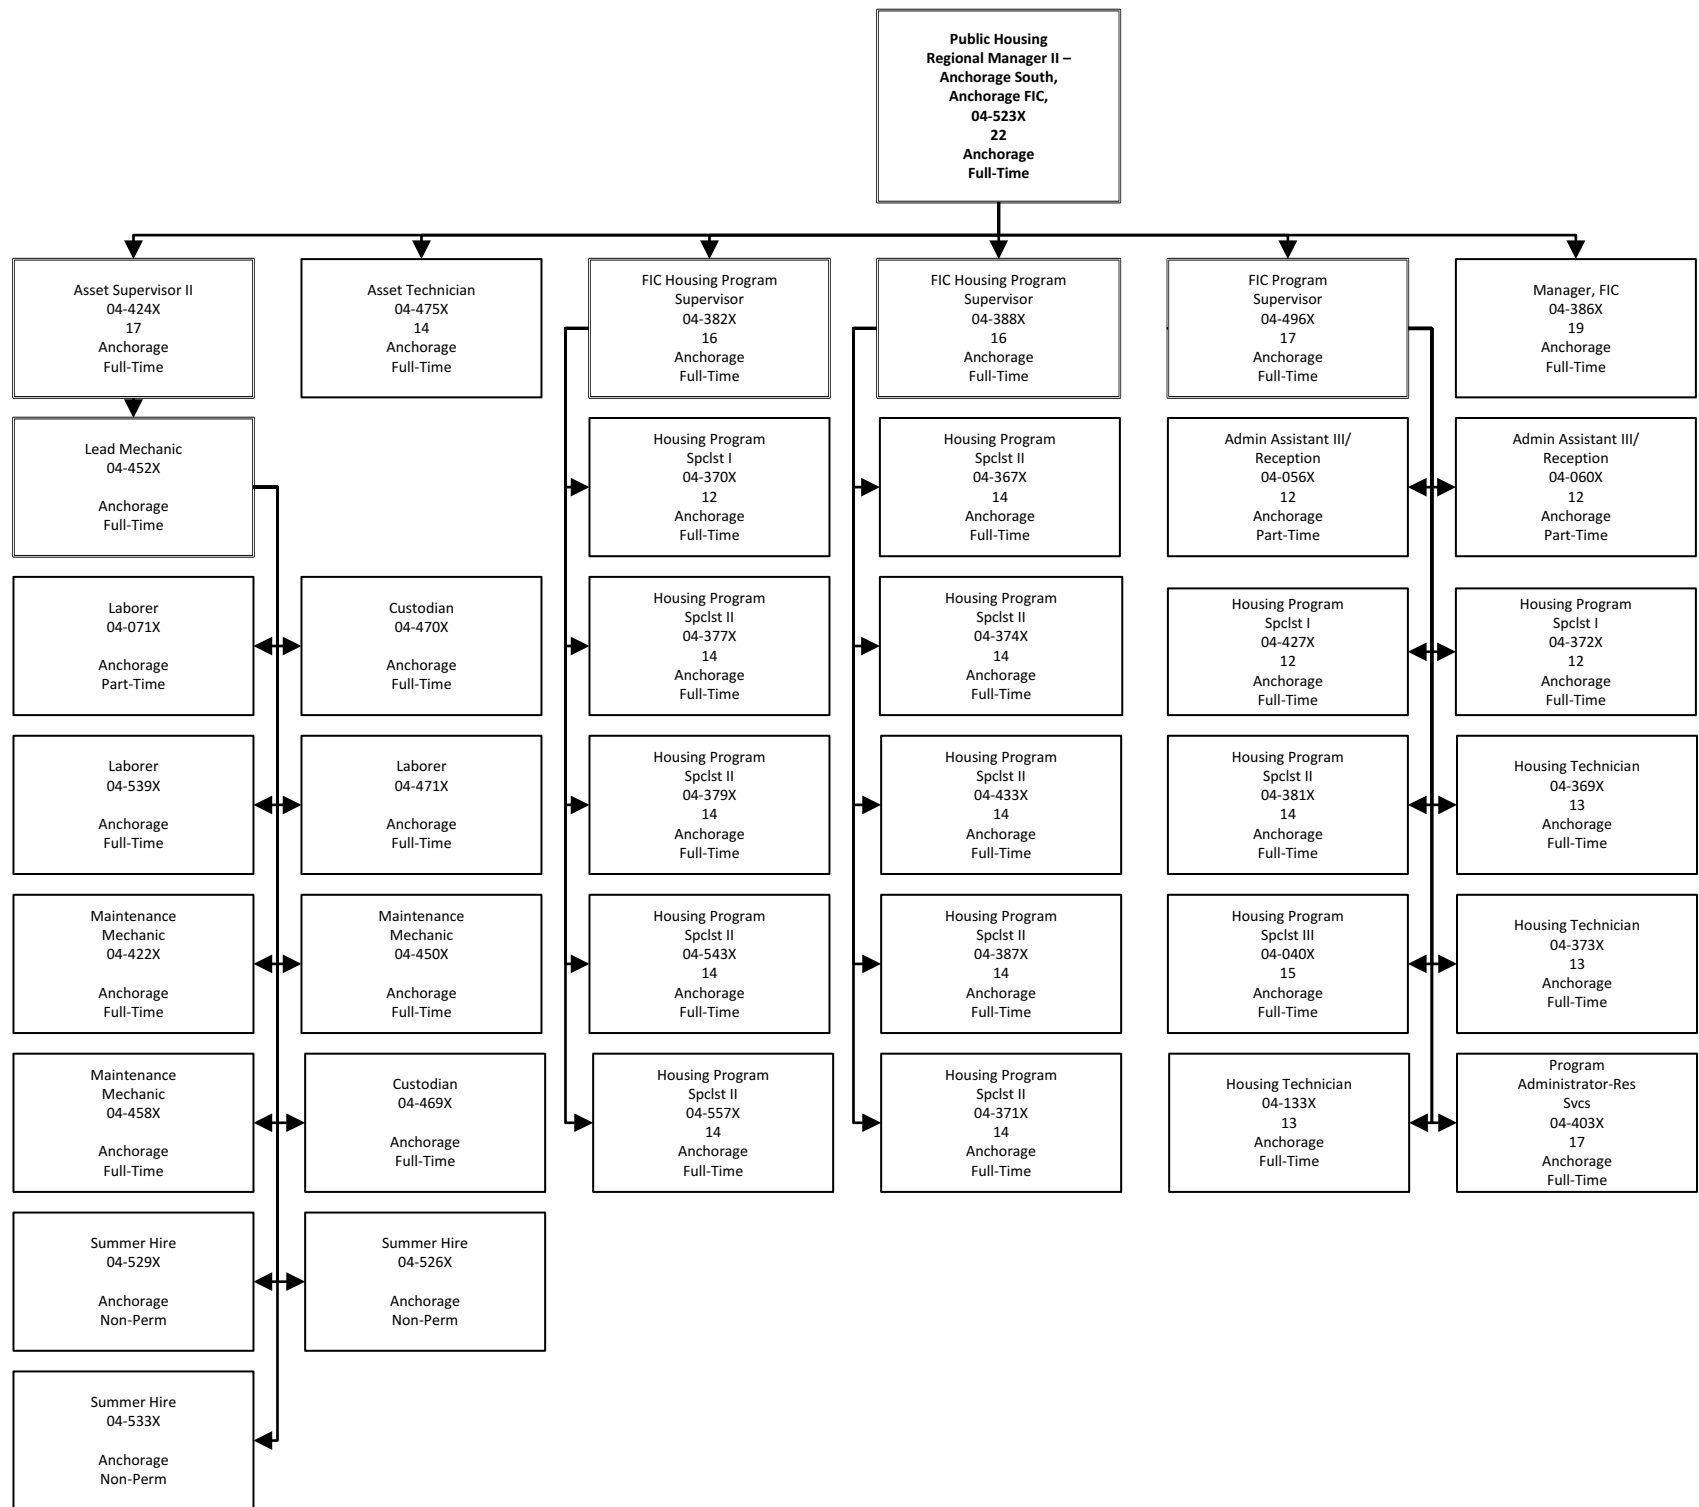 Public Housing
Regional Manager II –
Anchorage South,
Anchorage FIC,
04-523X
22
Anchorage
Full-Time
Asset Supervisor II
04-424X
17
Anchorage
Full-Time
Asset Technician
04-475X
14
Anchorage
Full-Time
FIC Housing Program
Supervisor
04-382X
16
Anchorage
Full-Time
FIC Housing Program
Supervisor
04-388X
16
Anchorage
Full-Time
FIC Program
Supervisor
04-496X
17
Anchorage
Full-Time
Manager, FIC
04-386X
19
Anchorage
Full-Time
Lead Mechanic
04-452X
Anchorage
Full-Time
Housing Program
Spclst I
04-370X
12
Anchorage
Full-Time
Housing Program
Spclst II
04-367X
14
Anchorage
Full-Time
Admin Assistant III/
Reception
04-056X
12
Anchorage
Part-Time
Admin Assistant III/
Reception
04-060X
12
Anchorage
Part-Time
Laborer
04-071X
Anchorage
Part-Time
Custodian
04-470X
Anchorage
Full-Time
Housing Program
Spclst II
04-377X
14
Anchorage
Full-Time
Housing Program
Spclst II
04-374X
14
Anchorage
Full-Time
Housing Program
Spclst I
04-427X
12
Anchorage
Full-Time
Housing Program
Spclst I
04-372X
12
Anchorage
Full-Time
Laborer
04-539X
Anchorage
Full-Time
Laborer
04-471X
Anchorage
Full-Time
Housing Program
Spclst II
04-379X
14
Anchorage
Full-Time
Housing Program
Spclst II
04-433X
14
Anchorage
Full-Time
Housing Program
Spclst II
04-381X
14
Anchorage
Full-Time
Housing Technician
04-369X
13
Anchorage
Full-Time
Maintenance
Mechanic
04-422X
Anchorage
Full-Time
Maintenance
Mechanic
04-450X
Anchorage
Full-Time
Housing Program
Spclst II
04-543X
14
Anchorage
Full-Time
Housing Program
Spclst II
04-387X
14
Anchorage
Full-Time
Housing Program
Spclst III
04-040X
15
Anchorage
Full-Time
Housing Technician
04-373X
13
Anchorage
Full-Time
Maintenance
Mechanic
04-458X
Anchorage
Full-Time
Custodian
04-469X
Anchorage
Full-Time
Housing Program
Spclst II
04-557X
14
Anchorage
Full-Time
Housing Program
Spclst II
04-371X
14
Anchorage
Full-Time
Housing Technician
04-133X
13
Anchorage
Full-Time
Program
Administrator-Res
Svcs
04-403X
17
Anchorage
Full-Time
Summer Hire
04-529X
Anchorage
Non-Perm
Summer Hire
04-526X
Anchorage
Non-Perm
Summer Hire
04-533X
Anchorage
Non-Perm